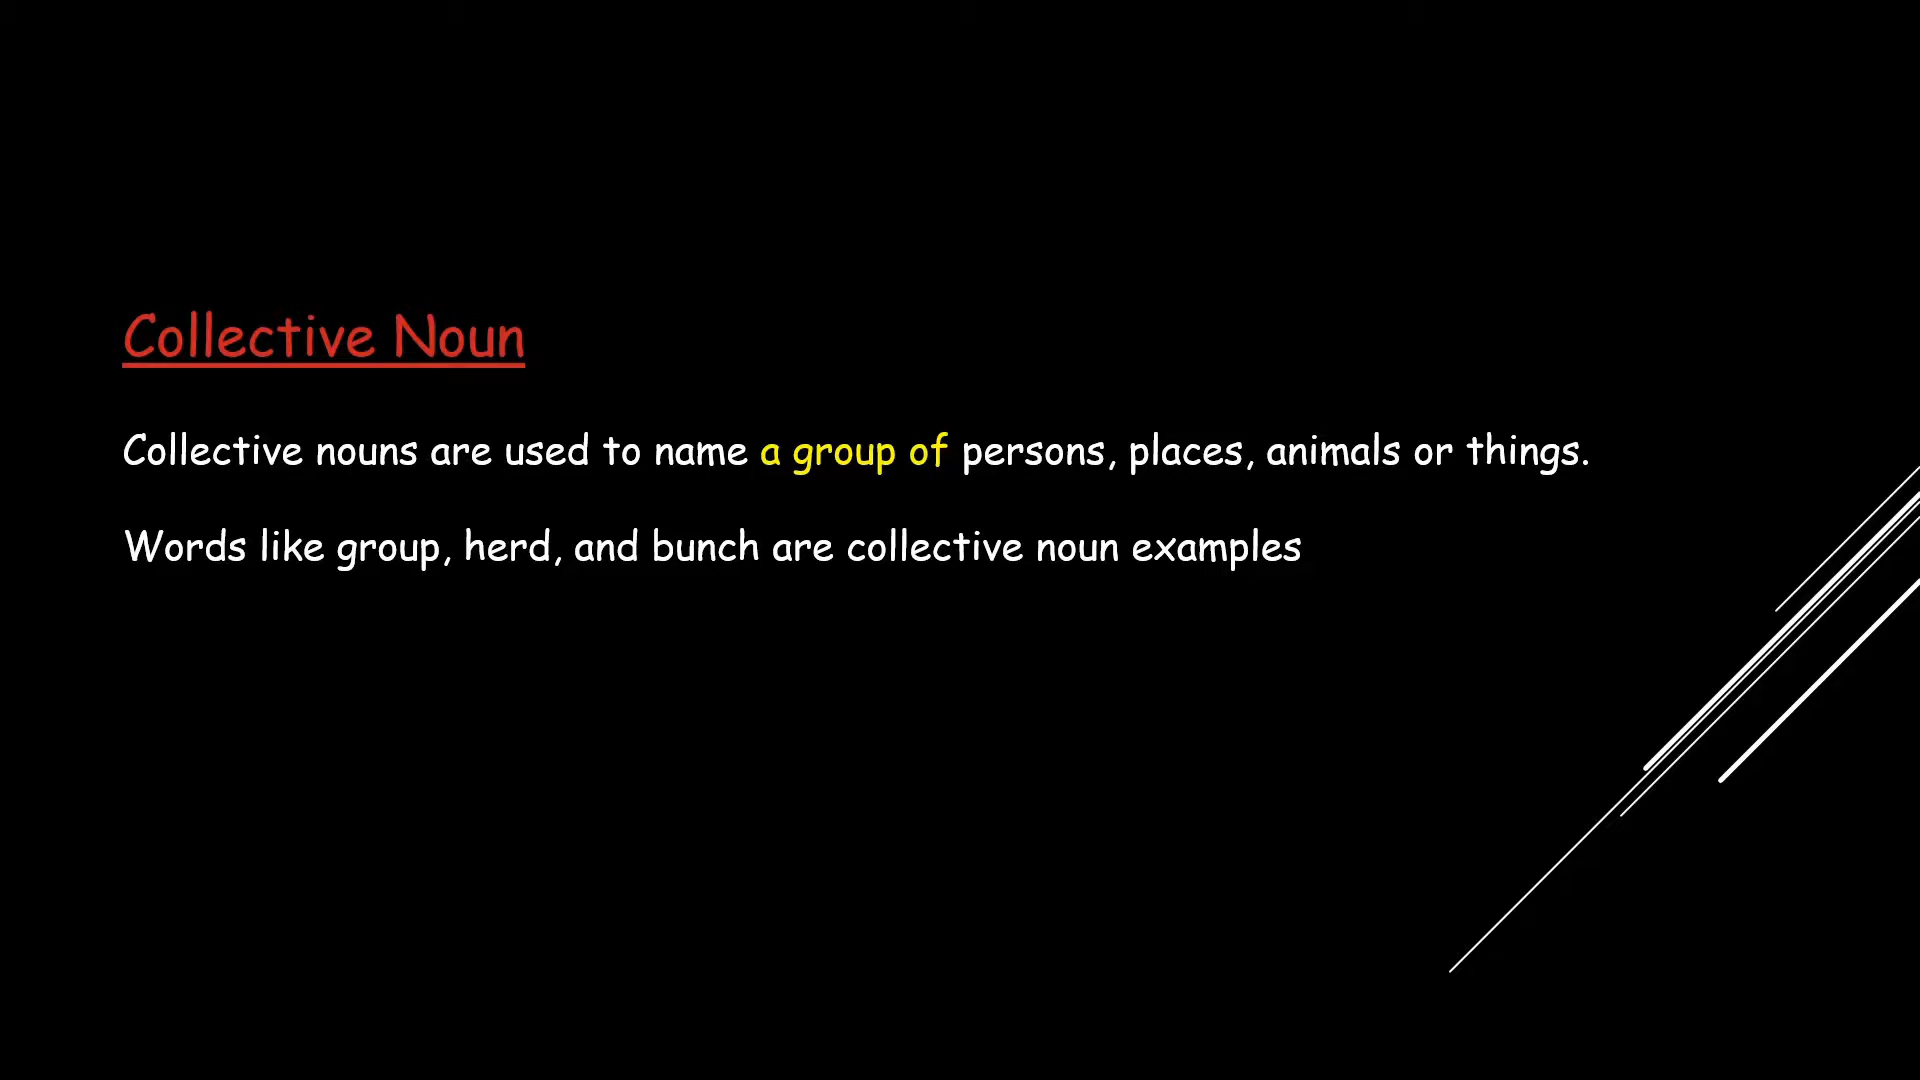 Collective Noun
Collective nouns are used to name a group of persons, places, animals or things.
Words like group, herd, and bunch are collective noun examples